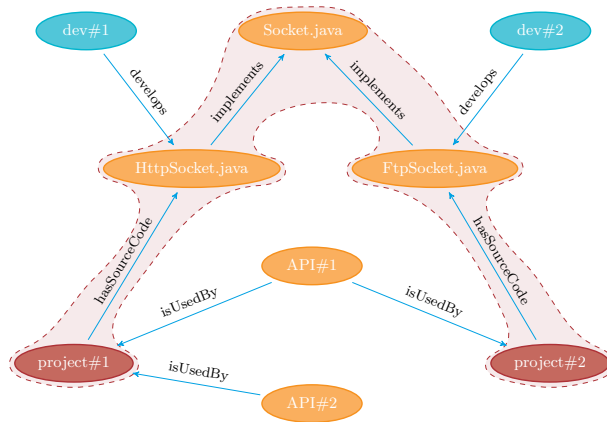 dev#1
Socket.java
dev#2
develops
implements
implements
develops
HttpSocket.java
FtpSocket.java
hasSourceCode
hasSourceCode
API#1
isUsedBy
isUsedBy
project#1
project#2
isUsedBy
API#2